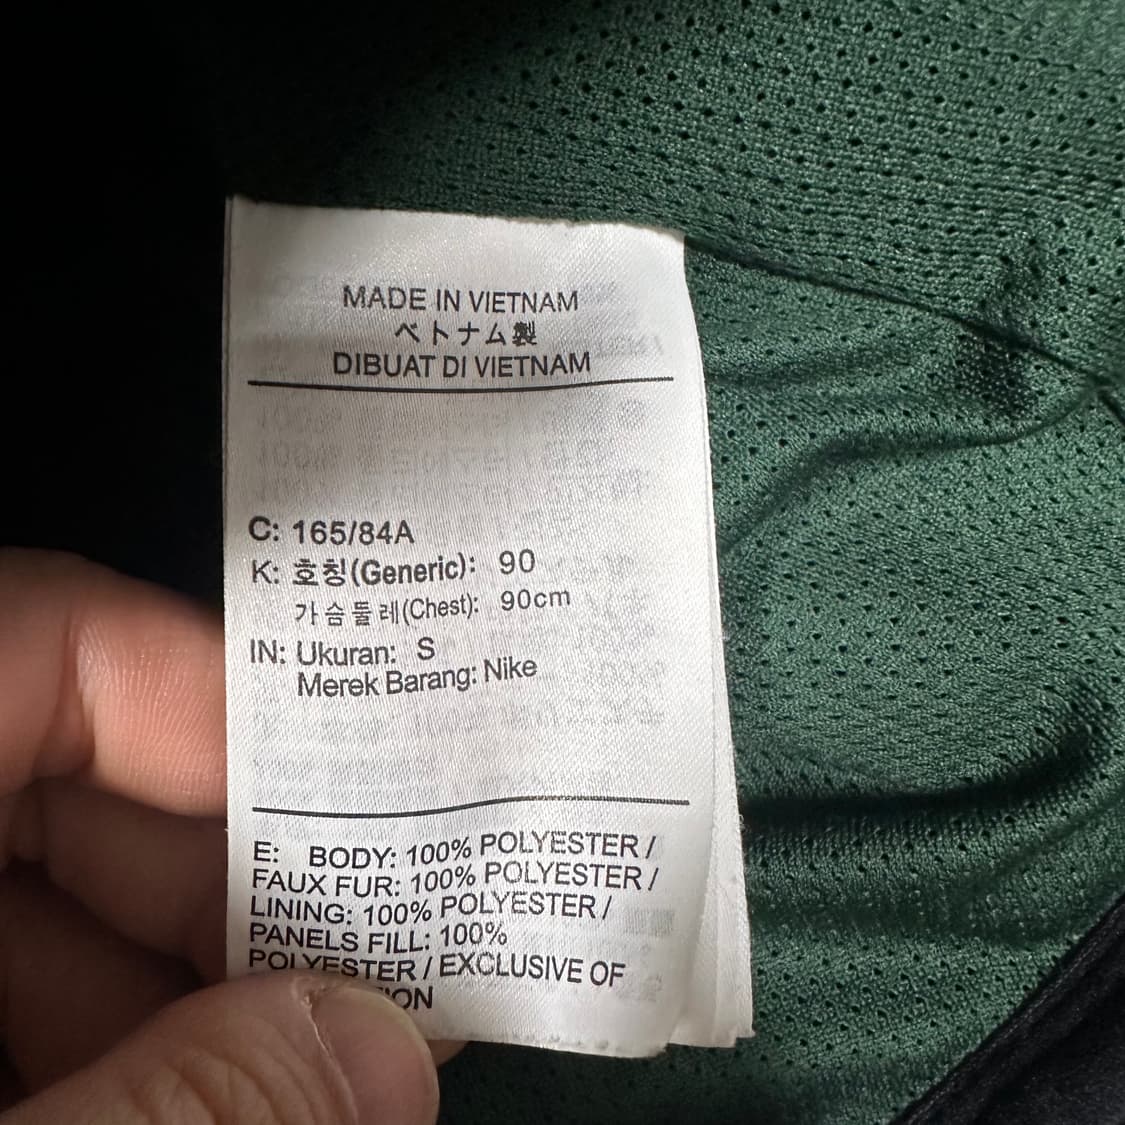 MADE IN VIETNAM
ベトナム製
DIBUAT DI VIETNAM
C: 165/84A
K: 호칭(Generic): 90
가슴둘레(Chest): 90cm
IN: Ukuran: S
Merek Barang: Nike
E: BODY: 100% POLYESTER /
FAUX FUR: 100% POLYESTER /
LINING: 100% POLYESTER /
PANELS FILL: 100%
POLYESTER / EXCLUSIVE OF